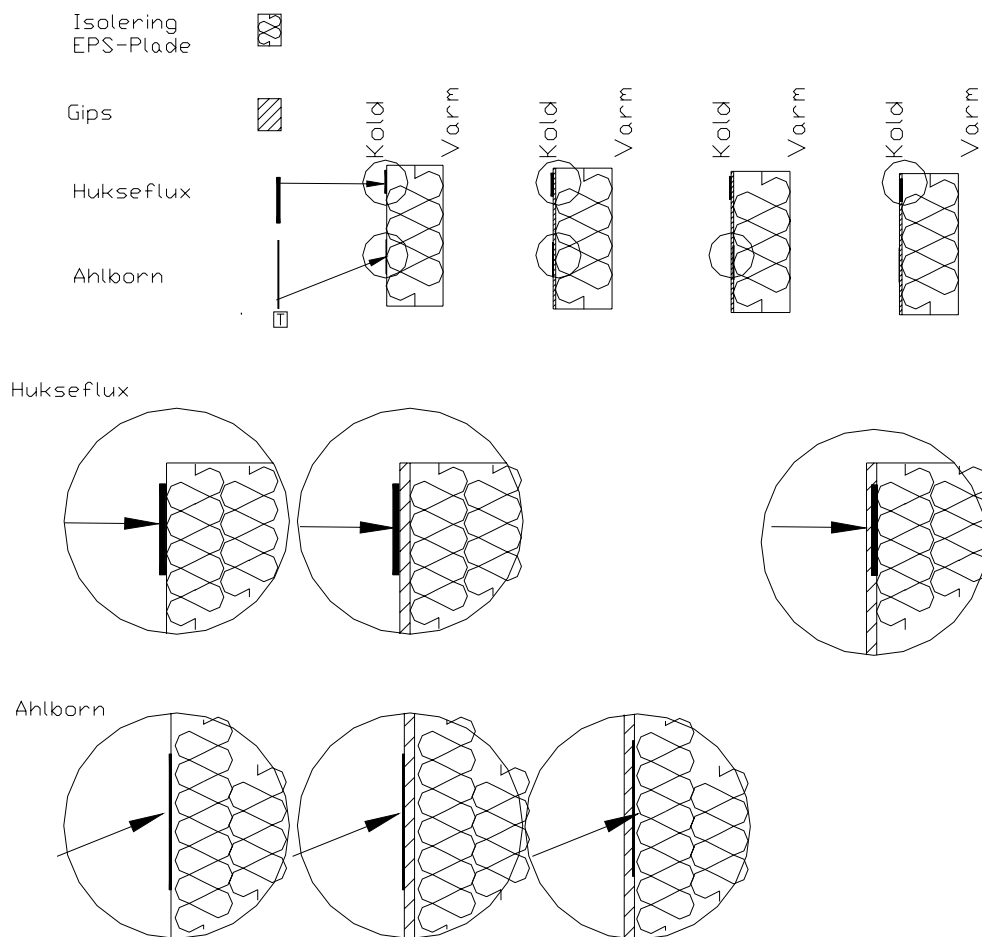 Isolering
EPS-Plade
Gips
Kold
Varm
Kold
Varm
Kold
Varm
Kold
Varm
Hukseflux
Ahlborn
T
Hukseflux
Ahlborn